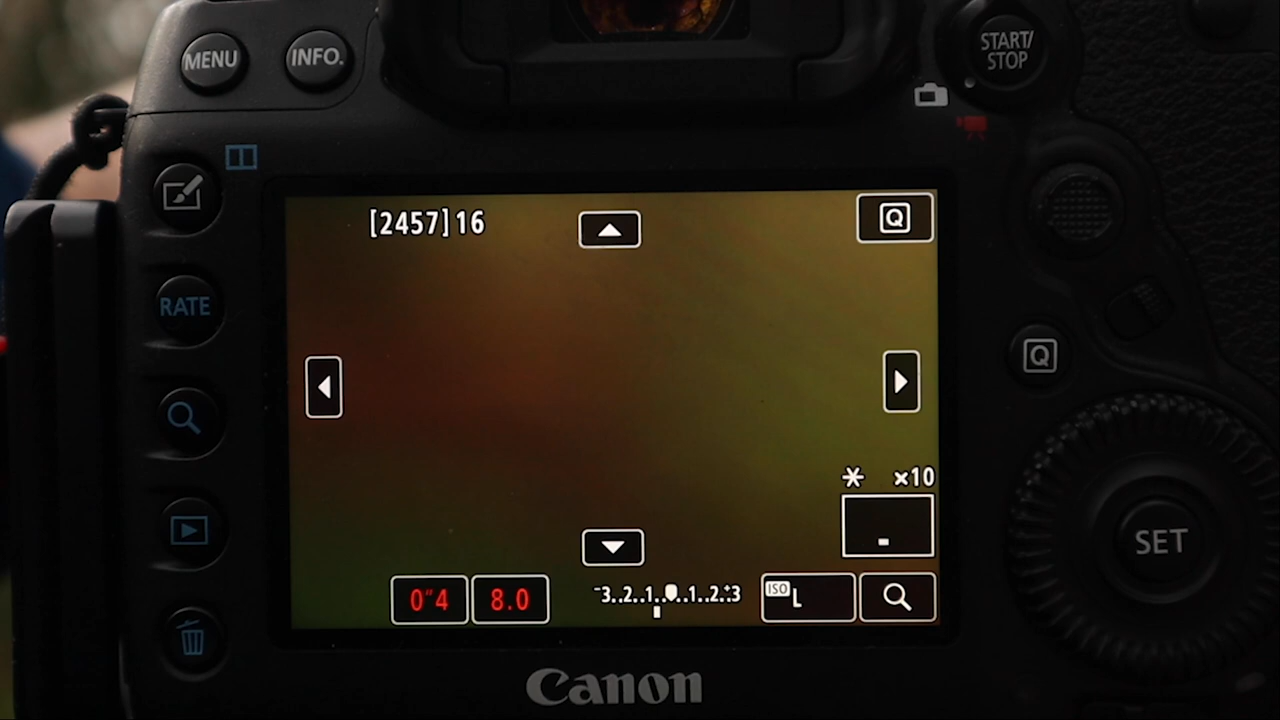 MENU
INFO.
START/
STOP
[2457]16
Q
RATE
Q
×10
SET
0"4
8.0
-3..2..1..0..1..2.+3
ISO
L
Canon